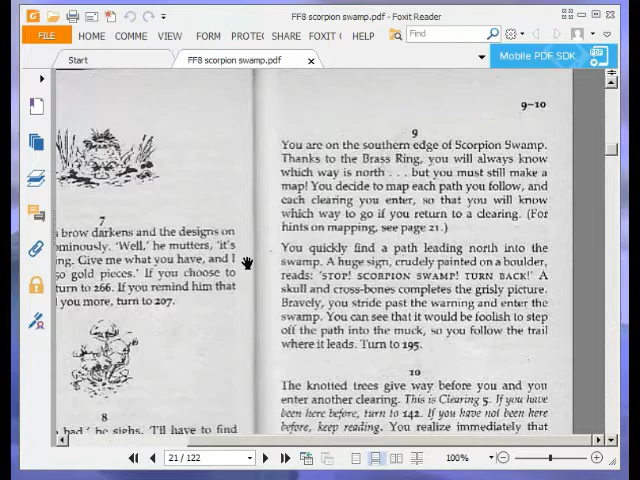 FF8 scorpion swamp.pdf - Foxit Reader
FILE HOME COMME VIEW FORM PROTEC SHARE FOXIT C HELP Find
Start FF8 scorpion swamp.pdf Mobile PDF SDK
7
s brow darkens and the designs on
ominously. 'Well,' he mutters, 'it's
ng. Give me what you have, and I
50 gold pieces.' If you choose to
turn to 266. If you remind him that
l you more, turn to 207.
8
bad,' he sighs. 'I'll have to find
9–10
9
You are on the southern edge of Scorpion Swamp.
Thanks to the Brass Ring, you will always know
which way is north . . . but you must still make a
map! You decide to map each path you follow, and
each clearing you enter, so that you will know
which way to go if you return to a clearing. (For
hints on mapping, see page 21.)
You quickly find a path leading north into the
swamp. A huge sign, crudely painted on a boulder,
reads: 'STOP! SCORPION SWAMP! TURN BACK!' A
skull and cross-bones completes the grisly picture.
Bravely, you stride past the warning and enter the
swamp. You can see that it would be foolish to step
off the path into the muck, so you follow the trail
where it leads. Turn to 195.
10
The knotted trees give way before you and you
enter another clearing. This is Clearing 5. If you have
been here before, turn to 142. If you have not been here
before, keep reading. You realize immediately that
21 / 122 100%